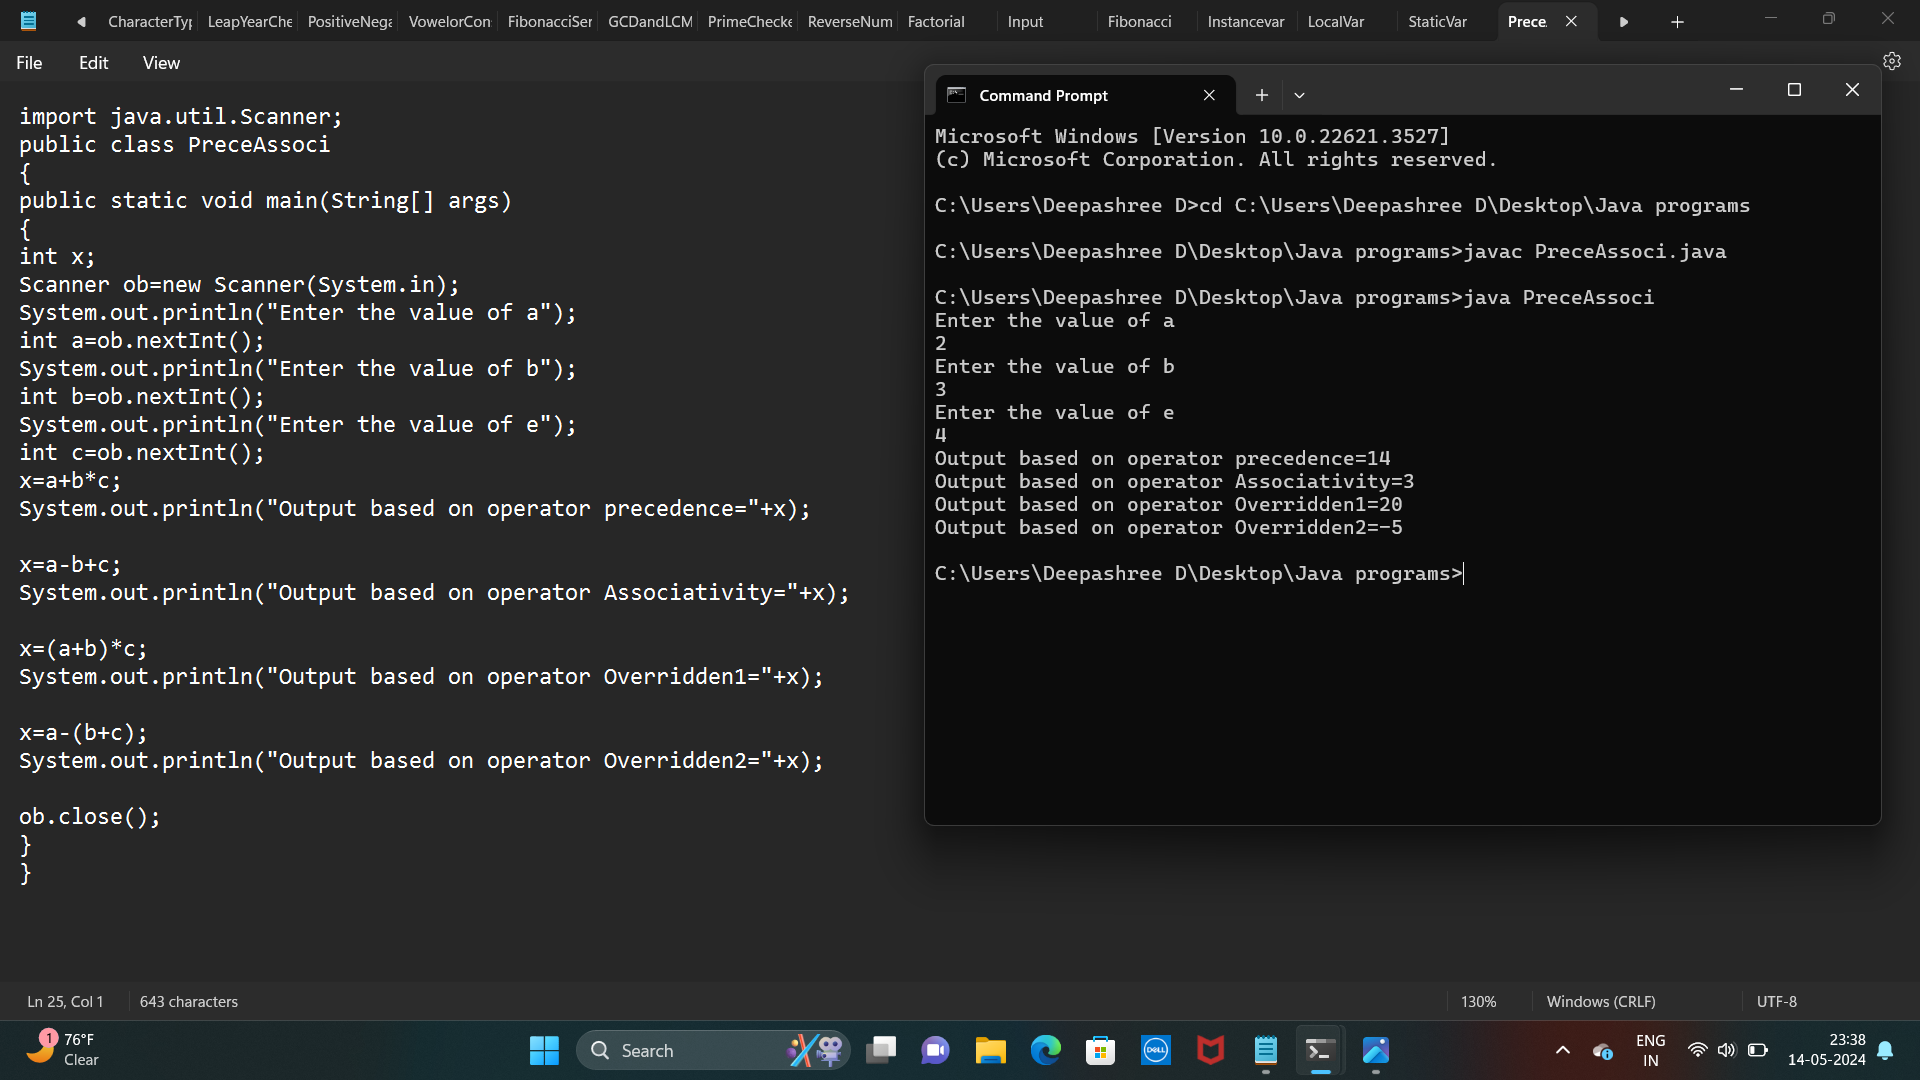 CharacterTyp LeapYearChe PositiveNega VowelorCon FibonacciSer GCDandLCM PrimeChecke ReverseNum Factorial Input Fibonacci Instancevar LocalVar StaticVar Prece
File Edit View
import java.util.Scanner;
public class PreceAssoci
{
public static void main(String[] args)
{
int x;
Scanner ob=new Scanner(System.in);
System.out.println("Enter the value of a");
int a=ob.nextInt();
System.out.println("Enter the value of b");
int b=ob.nextInt();
System.out.println("Enter the value of e");
int c=ob.nextInt();
x=a+b*c;
System.out.println("Output based on operator precedence="+x);
x=a-b+c;
System.out.println("Output based on operator Associativity="+x);
x=(a+b)*c;
System.out.println("Output based on operator Overridden1="+x);
x=a-(b+c);
System.out.println("Output based on operator Overridden2="+x);
ob.close();
}
}
Command Prompt
Microsoft Windows [Version 10.0.22621.3527]
(c) Microsoft Corporation. All rights reserved.
C:\Users\Deepashree D>cd C:\Users\Deepashree D\Desktop\Java programs
C:\Users\Deepashree D\Desktop\Java programs>javac PreceAssoci.java
C:\Users\Deepashree D\Desktop\Java programs>java PreceAssoci
Enter the value of a
2
Enter the value of b
3
Enter the value of e
4
Output based on operator precedence=14
Output based on operator Associativity=3
Output based on operator Overridden1=20
Output based on operator Overridden2=-5
C:\Users\Deepashree D\Desktop\Java programs>
Ln 25, Col 1 643 characters 130% Windows (CRLF) UTF-8
1 76°F
Clear
Search
DELL
ENG
IN
23:38
14-05-2024